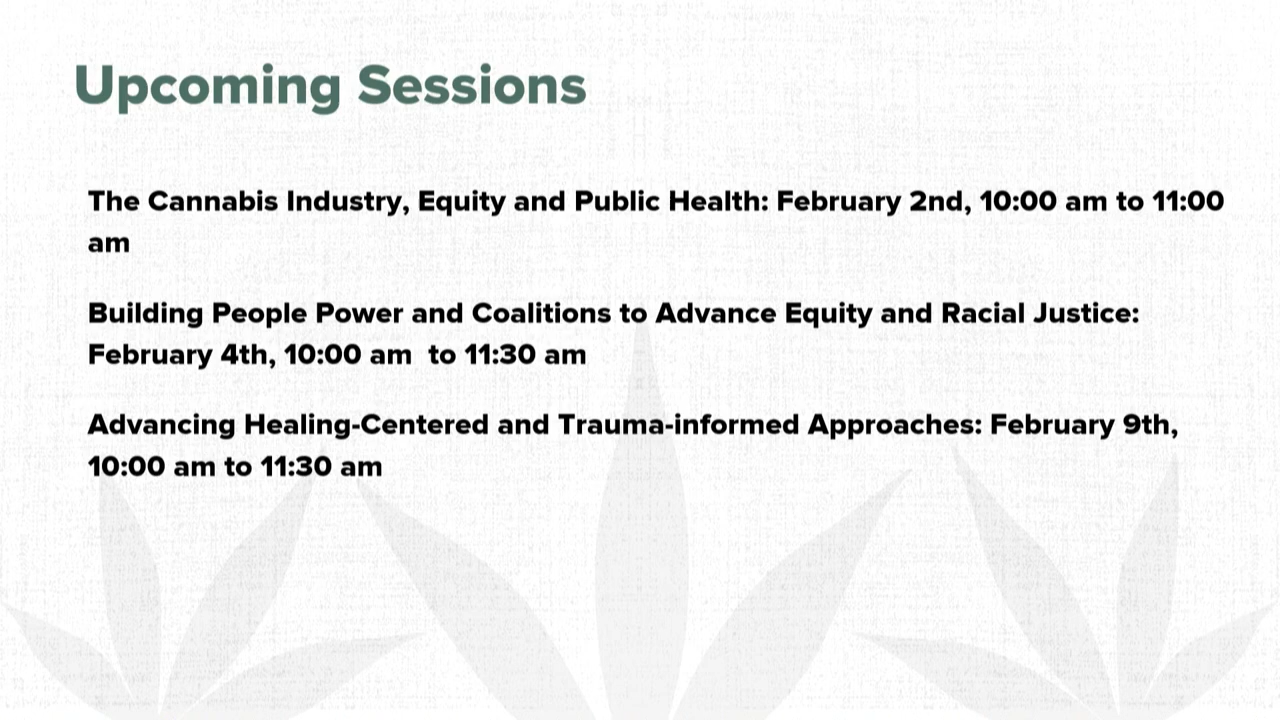 Upcoming Sessions
The Cannabis Industry, Equity and Public Health: February 2nd, 10:00 am to 11:00
am
Building People Power and Coalitions to Advance Equity and Racial Justice:
February 4th, 10:00 am  to 11:30 am
Advancing Healing-Centered and Trauma-informed Approaches: February 9th,
10:00 am to 11:30 am